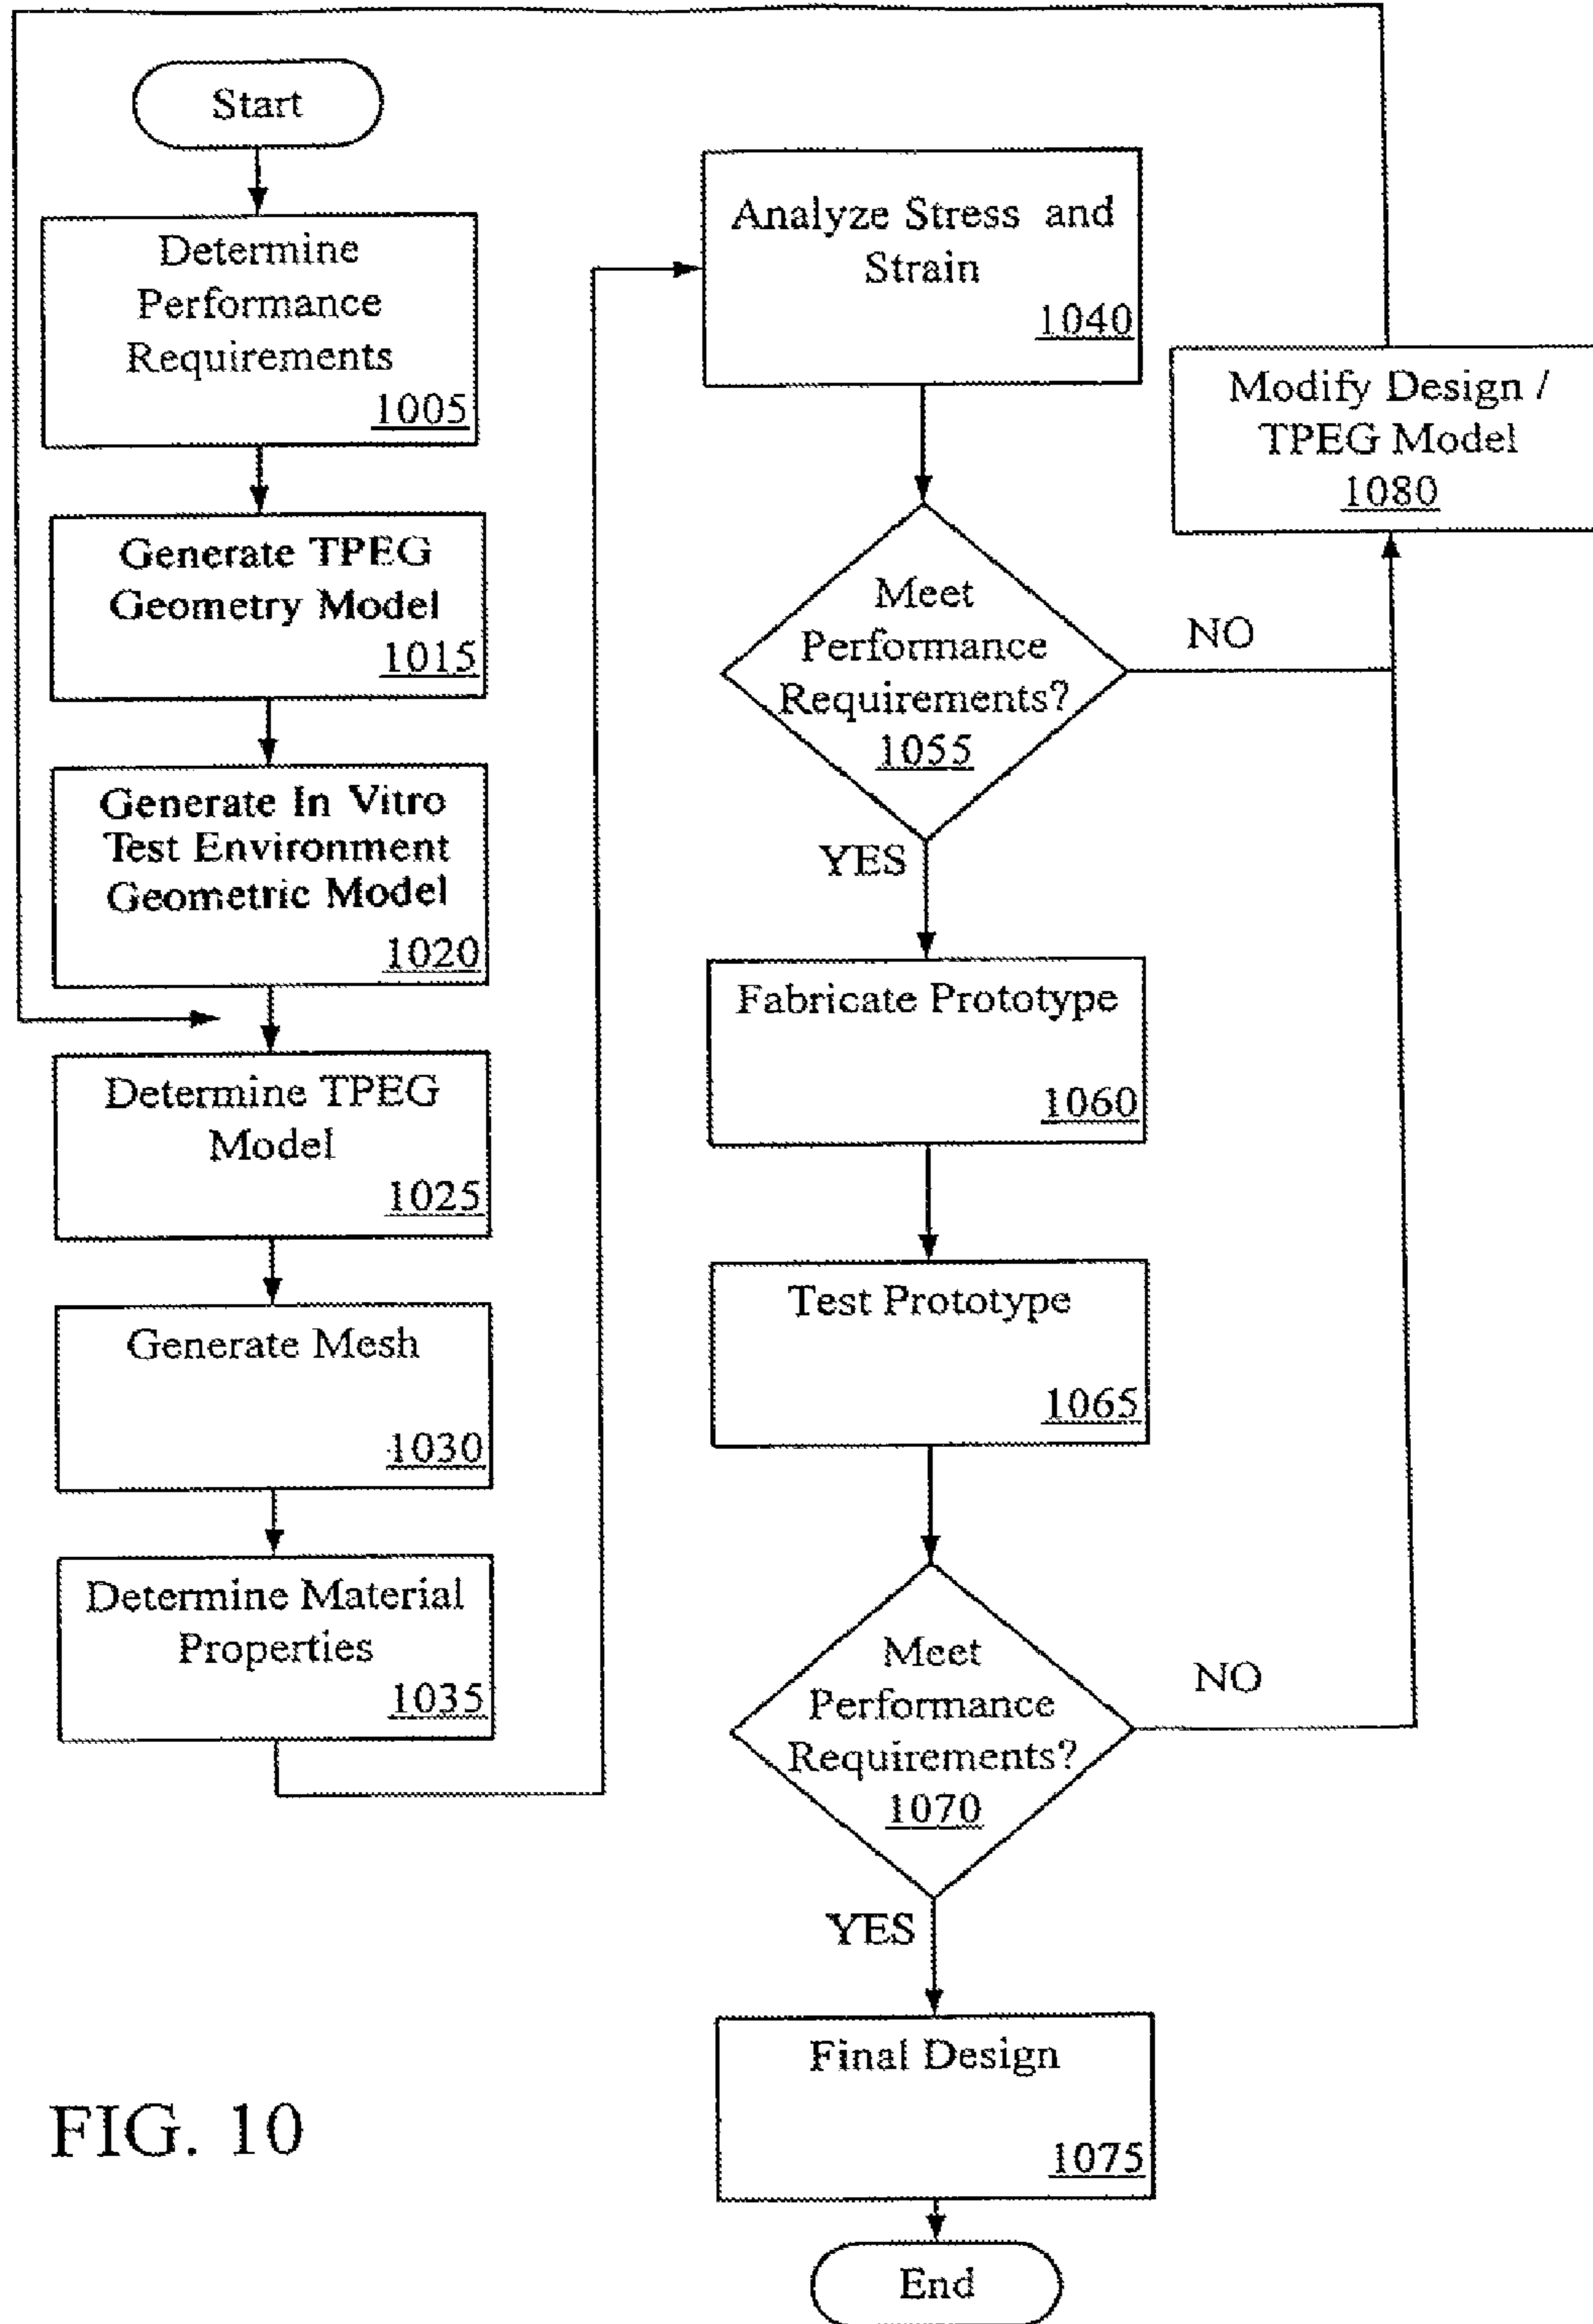 Start
Determine
Performance
Requirements
1005
Generate TPEG
Geometry Model
1015
Generate In Vitro
Test Environment
Geometric Model
1020
Determine TPEG
Model
1025
Generate Mesh
1030
Determine Material
Properties
1035
Analyze Stress and
Strain
1040
Meet
Performance
Requirements?
1055
NO
YES
Modify Design /
TPEG Model
1080
Fabricate Prototype
1060
Test Prototype
1065
Meet
Performance
Requirements?
1070
NO
YES
Final Design
1075
End
FIG. 10